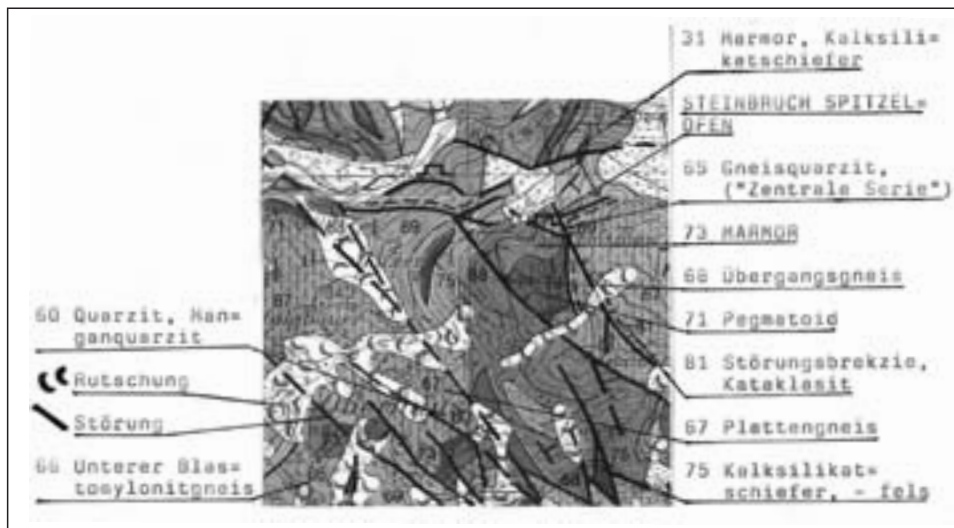 31 Marmor, Kalksili=
katschiefer
STEINBRUCH SPITZEL=
OFEN
65 Gneisquarzit,
("Zentrale Serie")
73 MARMOR
68 Übergangsgneis
71 Pegmatoid
81 Störungsbrekzie,
Kataklasit
67 Plattengneis
75 Kalksilikat=
schiefer, - fels
60 Quarzit, Man=
ganquarzit
Rutschung
Störung
66 Unterer Blas=
tomylonitgneis